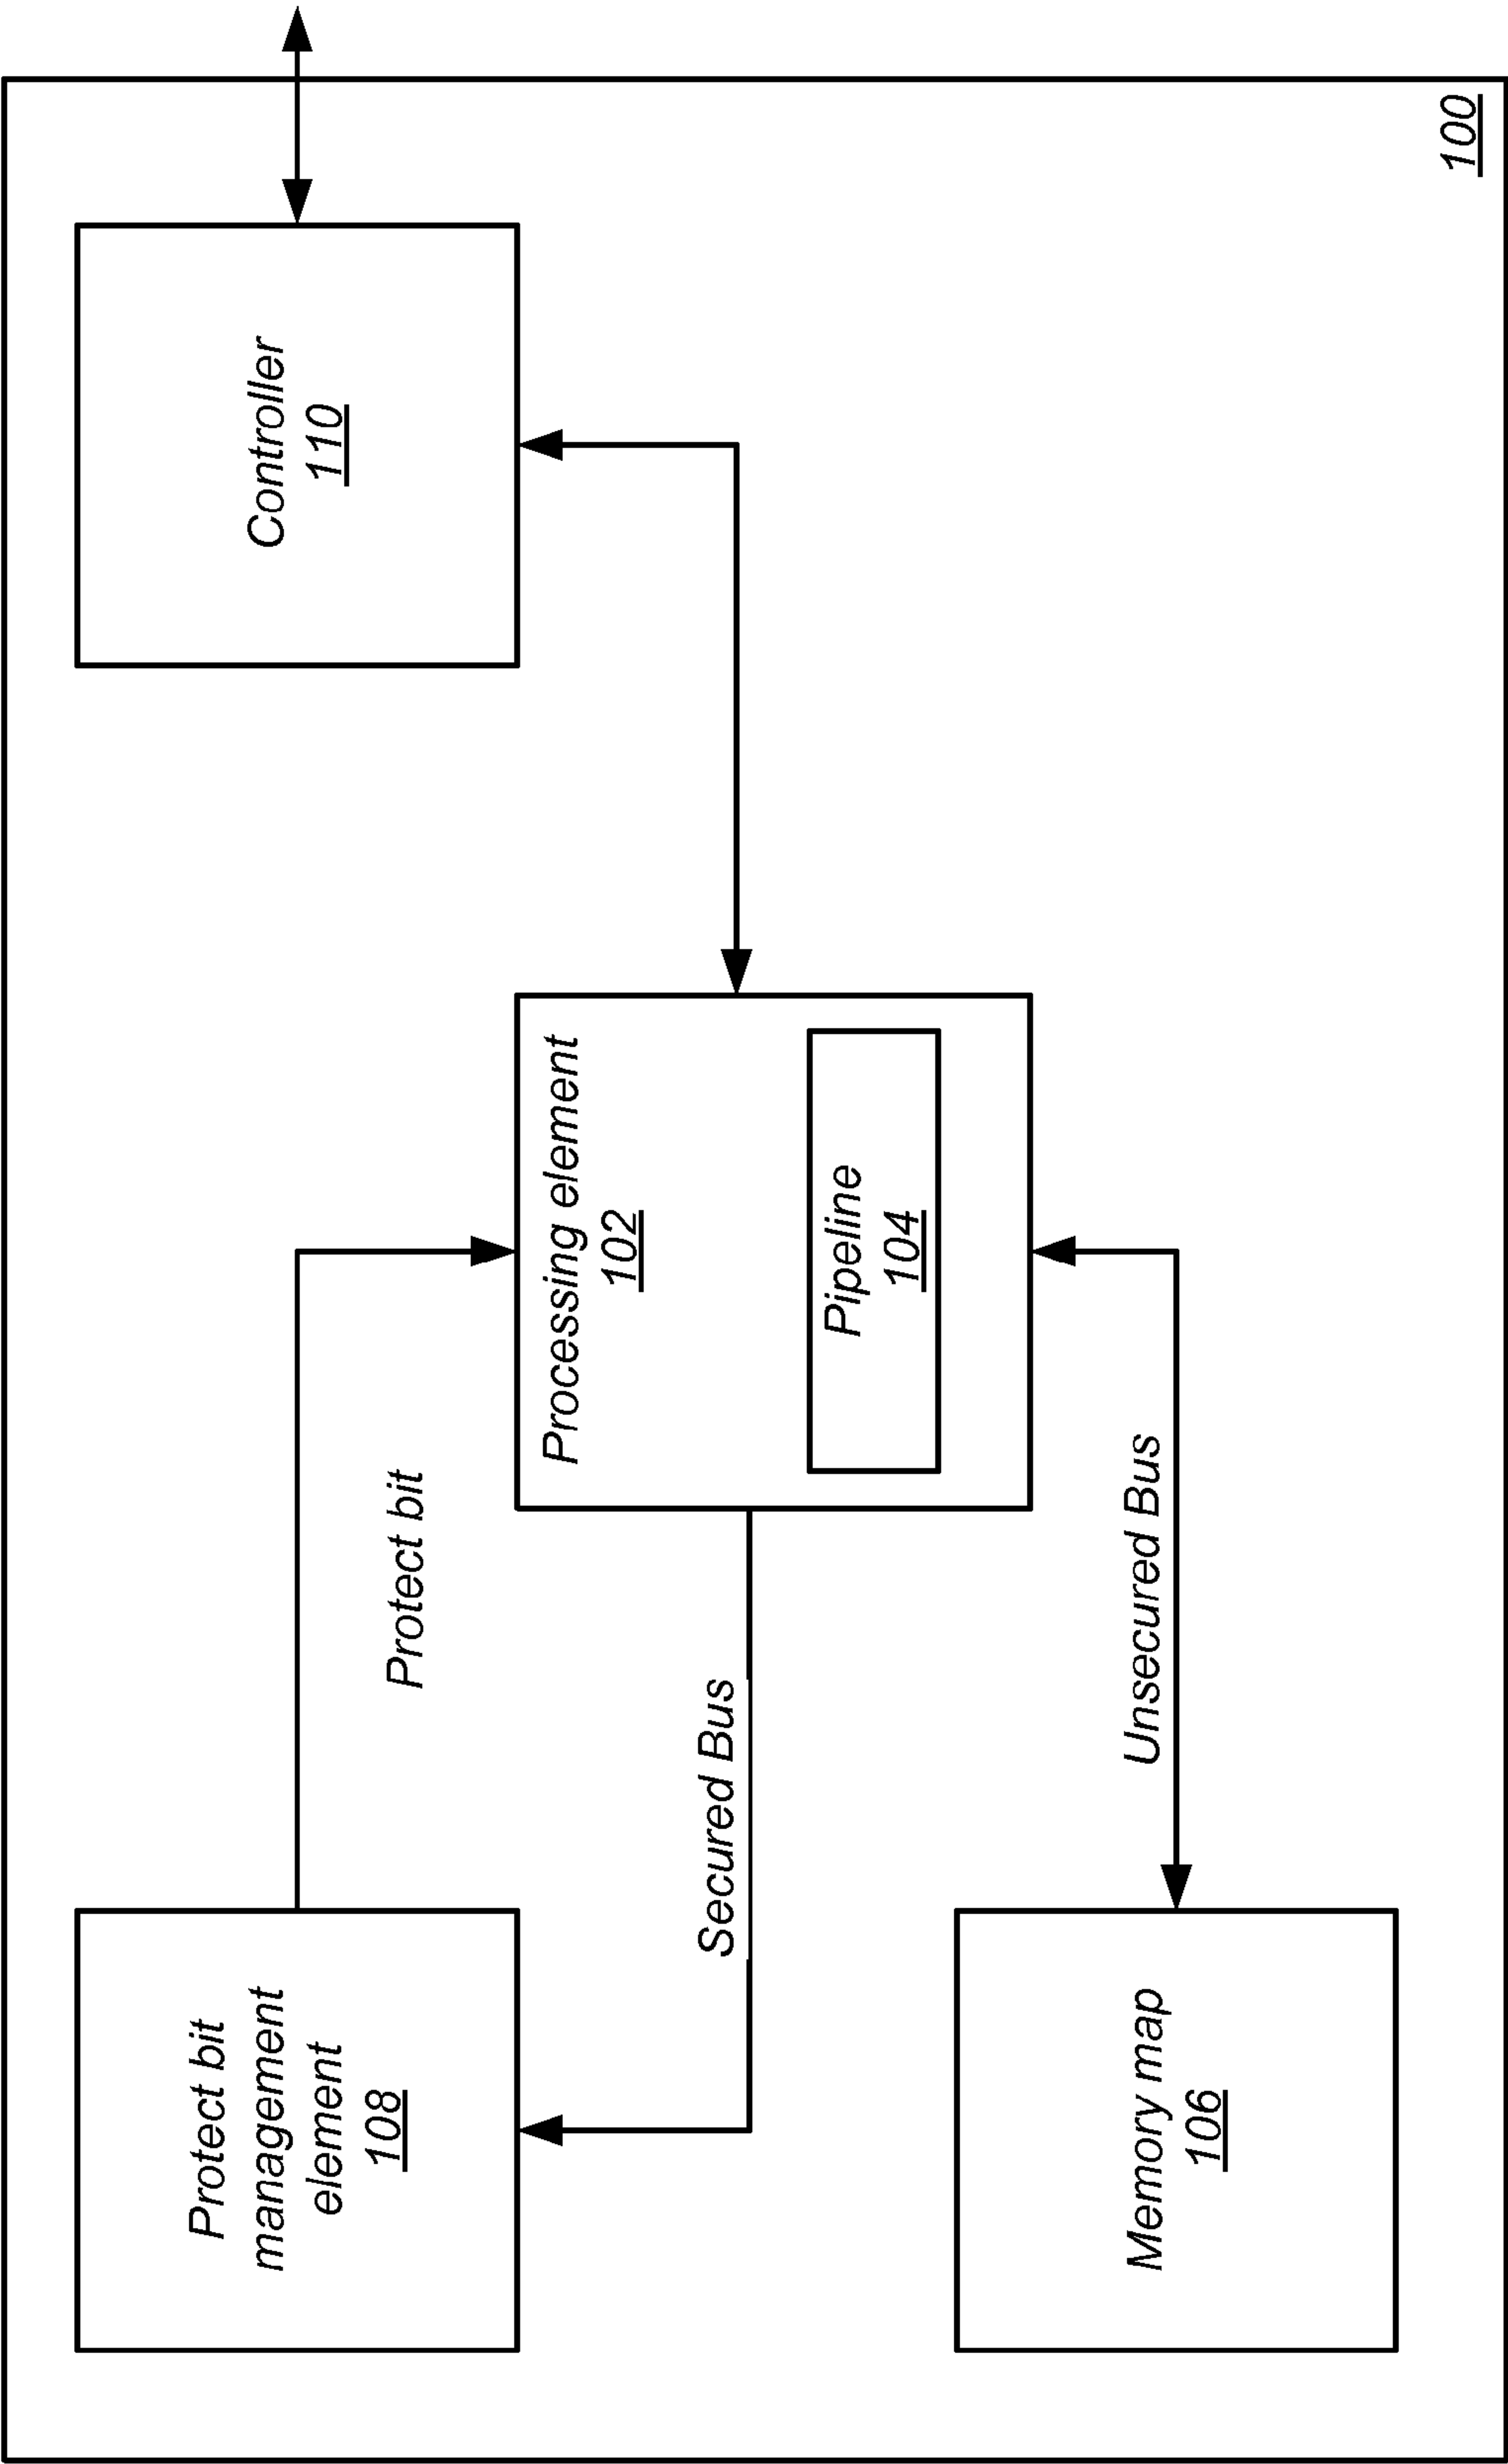 Protect bit
management
element
108
Protect bit
Controller
110
Processing element
102
Pipeline
104
Secured Bus
Unsecured Bus
Memory map
106
100